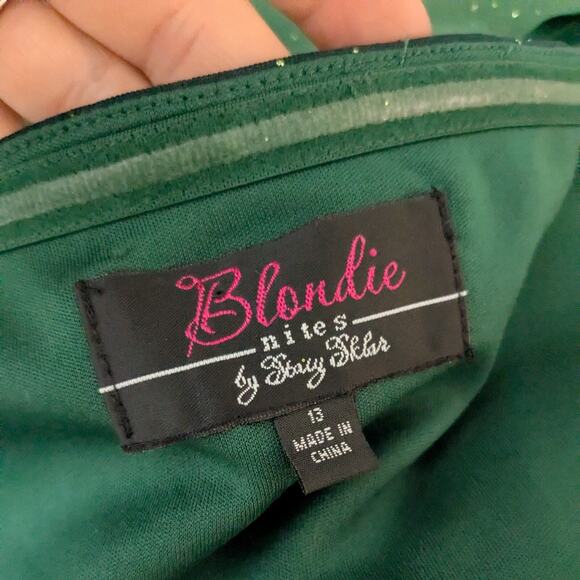 Blondie
nites
by Stacy Sklar
13
MADE IN
CHINA